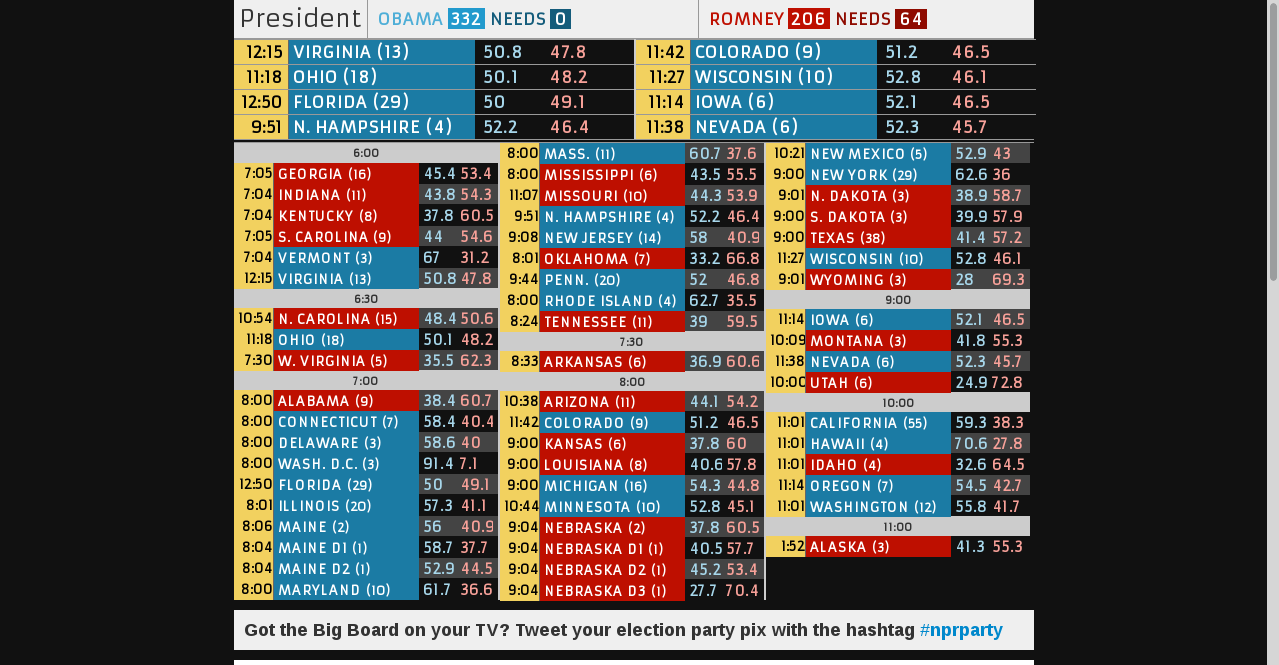 President OBAMA 332 NEEDS 0 ROMNEY 206 NEEDS 64
12:15 VIRGINIA (13) 50.8 47.8
11:18 OHIO (18) 50.1 48.2
12:50 FLORIDA (29) 50 49.1
9:51 N. HAMPSHIRE (4) 52.2 46.4
11:42 COLORADO (9) 51.2 46.5
11:27 WISCONSIN (10) 52.8 46.1
11:14 IOWA (6) 52.1 46.5
11:38 NEVADA (6) 52.3 45.7
6:00
7:05 GEORGIA (16) 45.4 53.4
7:04 INDIANA (11) 43.8 54.3
7:04 KENTUCKY (8) 37.8 60.5
7:05 S. CAROLINA (9) 44 54.6
7:04 VERMONT (3) 67 31.2
12:15 VIRGINIA (13) 50.8 47.8
6:30
10:54 N. CAROLINA (15) 48.4 50.6
11:18 OHIO (18) 50.1 48.2
7:30 W. VIRGINIA (5) 35.5 62.3
7:00
8:00 ALABAMA (9) 38.4 60.7
8:00 CONNECTICUT (7) 58.4 40.4
8:00 DELAWARE (3) 58.6 40
8:00 WASH. D.C. (3) 91.4 7.1
12:50 FLORIDA (29) 50 49.1
8:01 ILLINOIS (20) 57.3 41.1
8:06 MAINE (2) 56 40.9
8:04 MAINE D1 (1) 58.7 37.7
8:04 MAINE D2 (1) 52.9 44.5
8:00 MARYLAND (10) 61.7 36.6
8:00 MASS. (11) 60.7 37.6
8:00 MISSISSIPPI (6) 43.5 55.5
11:07 MISSOURI (10) 44.3 53.9
9:51 N. HAMPSHIRE (4) 52.2 46.4
9:08 NEW JERSEY (14) 58 40.9
8:01 OKLAHOMA (7) 33.2 66.8
9:44 PENN. (20) 52 46.8
8:00 RHODE ISLAND (4) 62.7 35.5
8:24 TENNESSEE (11) 39 59.5
7:30
8:33 ARKANSAS (6) 36.9 60.6
8:00
10:38 ARIZONA (11) 44.1 54.2
11:42 COLORADO (9) 51.2 46.5
9:00 KANSAS (6) 37.8 60
9:00 LOUISIANA (8) 40.6 57.8
9:00 MICHIGAN (16) 54.3 44.8
10:44 MINNESOTA (10) 52.8 45.1
9:04 NEBRASKA (2) 37.8 60.5
9:04 NEBRASKA D1 (1) 40.5 57.7
9:04 NEBRASKA D2 (1) 45.2 53.4
9:04 NEBRASKA D3 (1) 27.7 70.4
10:21 NEW MEXICO (5) 52.9 43
9:00 NEW YORK (29) 62.6 36
9:01 N. DAKOTA (3) 38.9 58.7
9:00 S. DAKOTA (3) 39.9 57.9
9:00 TEXAS (38) 41.4 57.2
11:27 WISCONSIN (10) 52.8 46.1
9:01 WYOMING (3) 28 69.3
9:00
11:14 IOWA (6) 52.1 46.5
10:09 MONTANA (3) 41.8 55.3
11:38 NEVADA (6) 52.3 45.7
10:00 UTAH (6) 24.9 72.8
10:00
11:01 CALIFORNIA (55) 59.3 38.3
11:01 HAWAII (4) 70.6 27.8
11:01 IDAHO (4) 32.6 64.5
11:14 OREGON (7) 54.5 42.7
11:01 WASHINGTON (12) 55.8 41.7
11:00
1:52 ALASKA (3) 41.3 55.3
Got the Big Board on your TV? Tweet your election party pix with the hashtag #nprparty